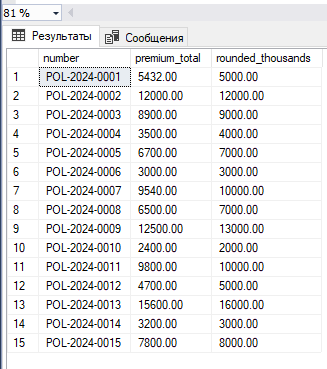 81 %
Результаты Сообщения
number premium_total rounded_thousands
1 POL-2024-0001 5432.00 5000.00
2 POL-2024-0002 12000.00 12000.00
3 POL-2024-0003 8900.00 9000.00
4 POL-2024-0004 3500.00 4000.00
5 POL-2024-0005 6700.00 7000.00
6 POL-2024-0006 3000.00 3000.00
7 POL-2024-0007 9540.00 10000.00
8 POL-2024-0008 6500.00 7000.00
9 POL-2024-0009 12500.00 13000.00
10 POL-2024-0010 2400.00 2000.00
11 POL-2024-0011 9800.00 10000.00
12 POL-2024-0012 4700.00 5000.00
13 POL-2024-0013 15600.00 16000.00
14 POL-2024-0014 3200.00 3000.00
15 POL-2024-0015 7800.00 8000.00